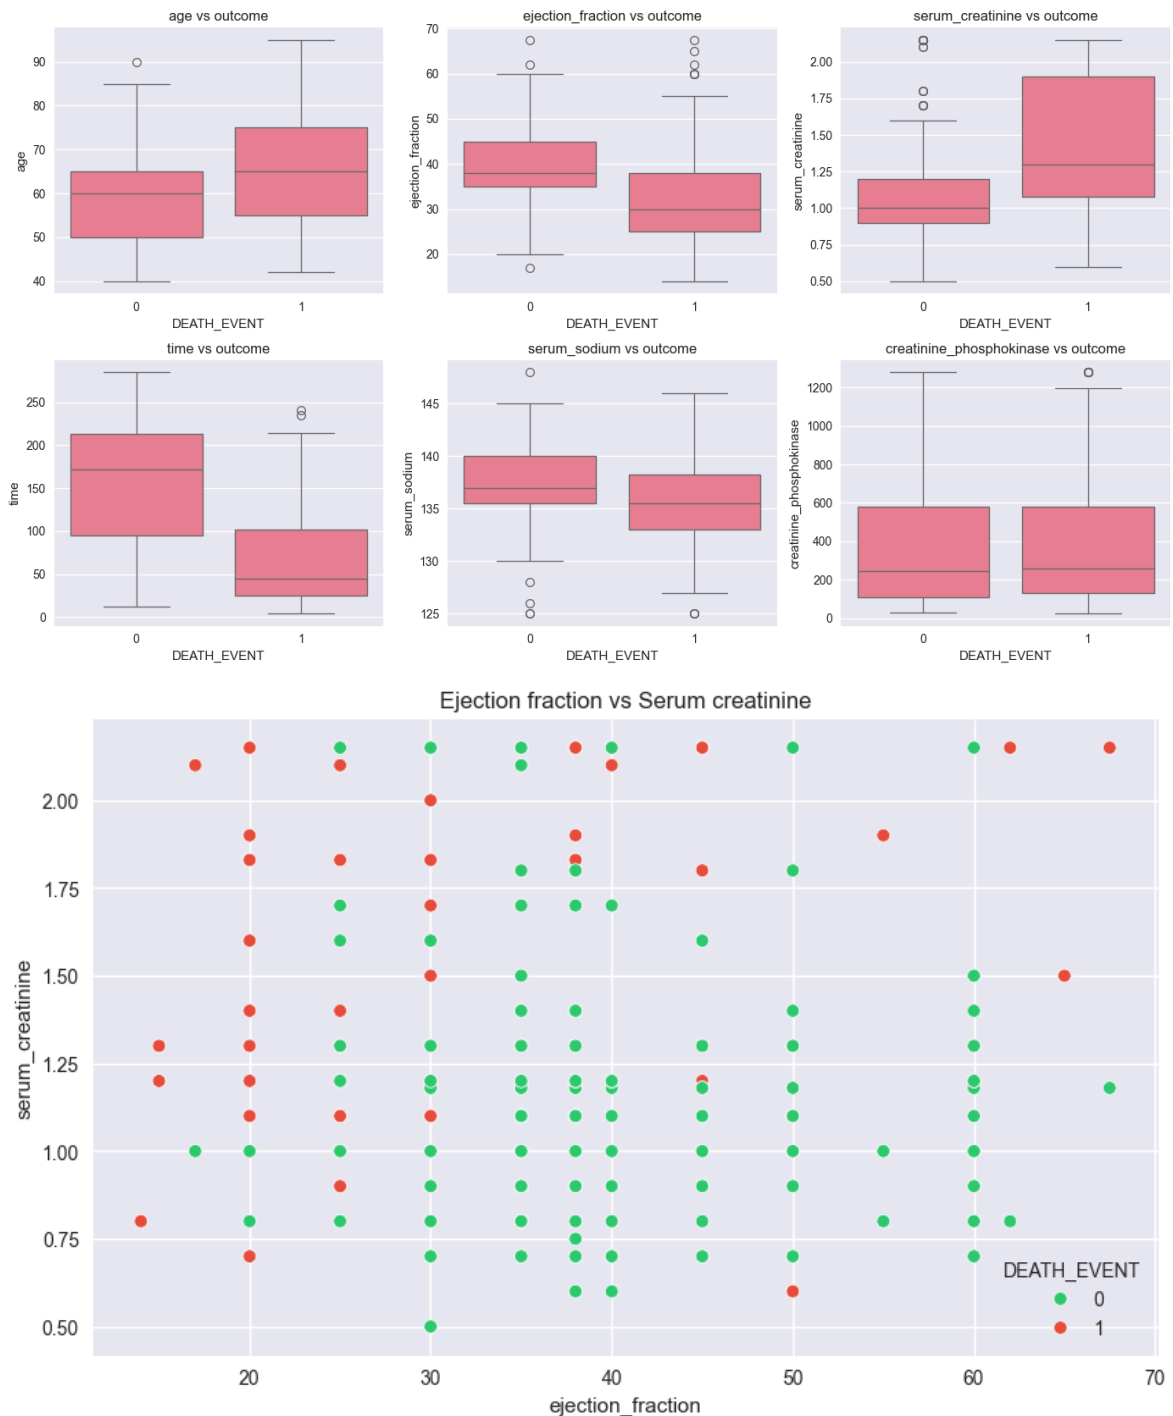 age vs outcome
90
80
70
60
50
40
age
0
1
DEATH_EVENT
ejection_fraction vs outcome
70
60
50
40
30
20
ejection_fraction
0
1
DEATH_EVENT
serum_creatinine vs outcome
2.00
1.75
1.50
1.25
1.00
0.75
0.50
serum_creatinine
0
1
DEATH_EVENT
time vs outcome
250
200
150
100
50
0
time
0
1
DEATH_EVENT
serum_sodium vs outcome
145
140
135
130
125
serum_sodium
0
1
DEATH_EVENT
creatinine_phosphokinase vs outcome
1200
1000
800
600
400
200
0
creatinine_phosphokinase
0
1
DEATH_EVENT
Ejection fraction vs Serum creatinine
2.00
1.75
1.50
1.25
1.00
0.75
0.50
serum_creatinine
DEATH_EVENT
0
1
20
30
40
50
60
70
ejection_fraction